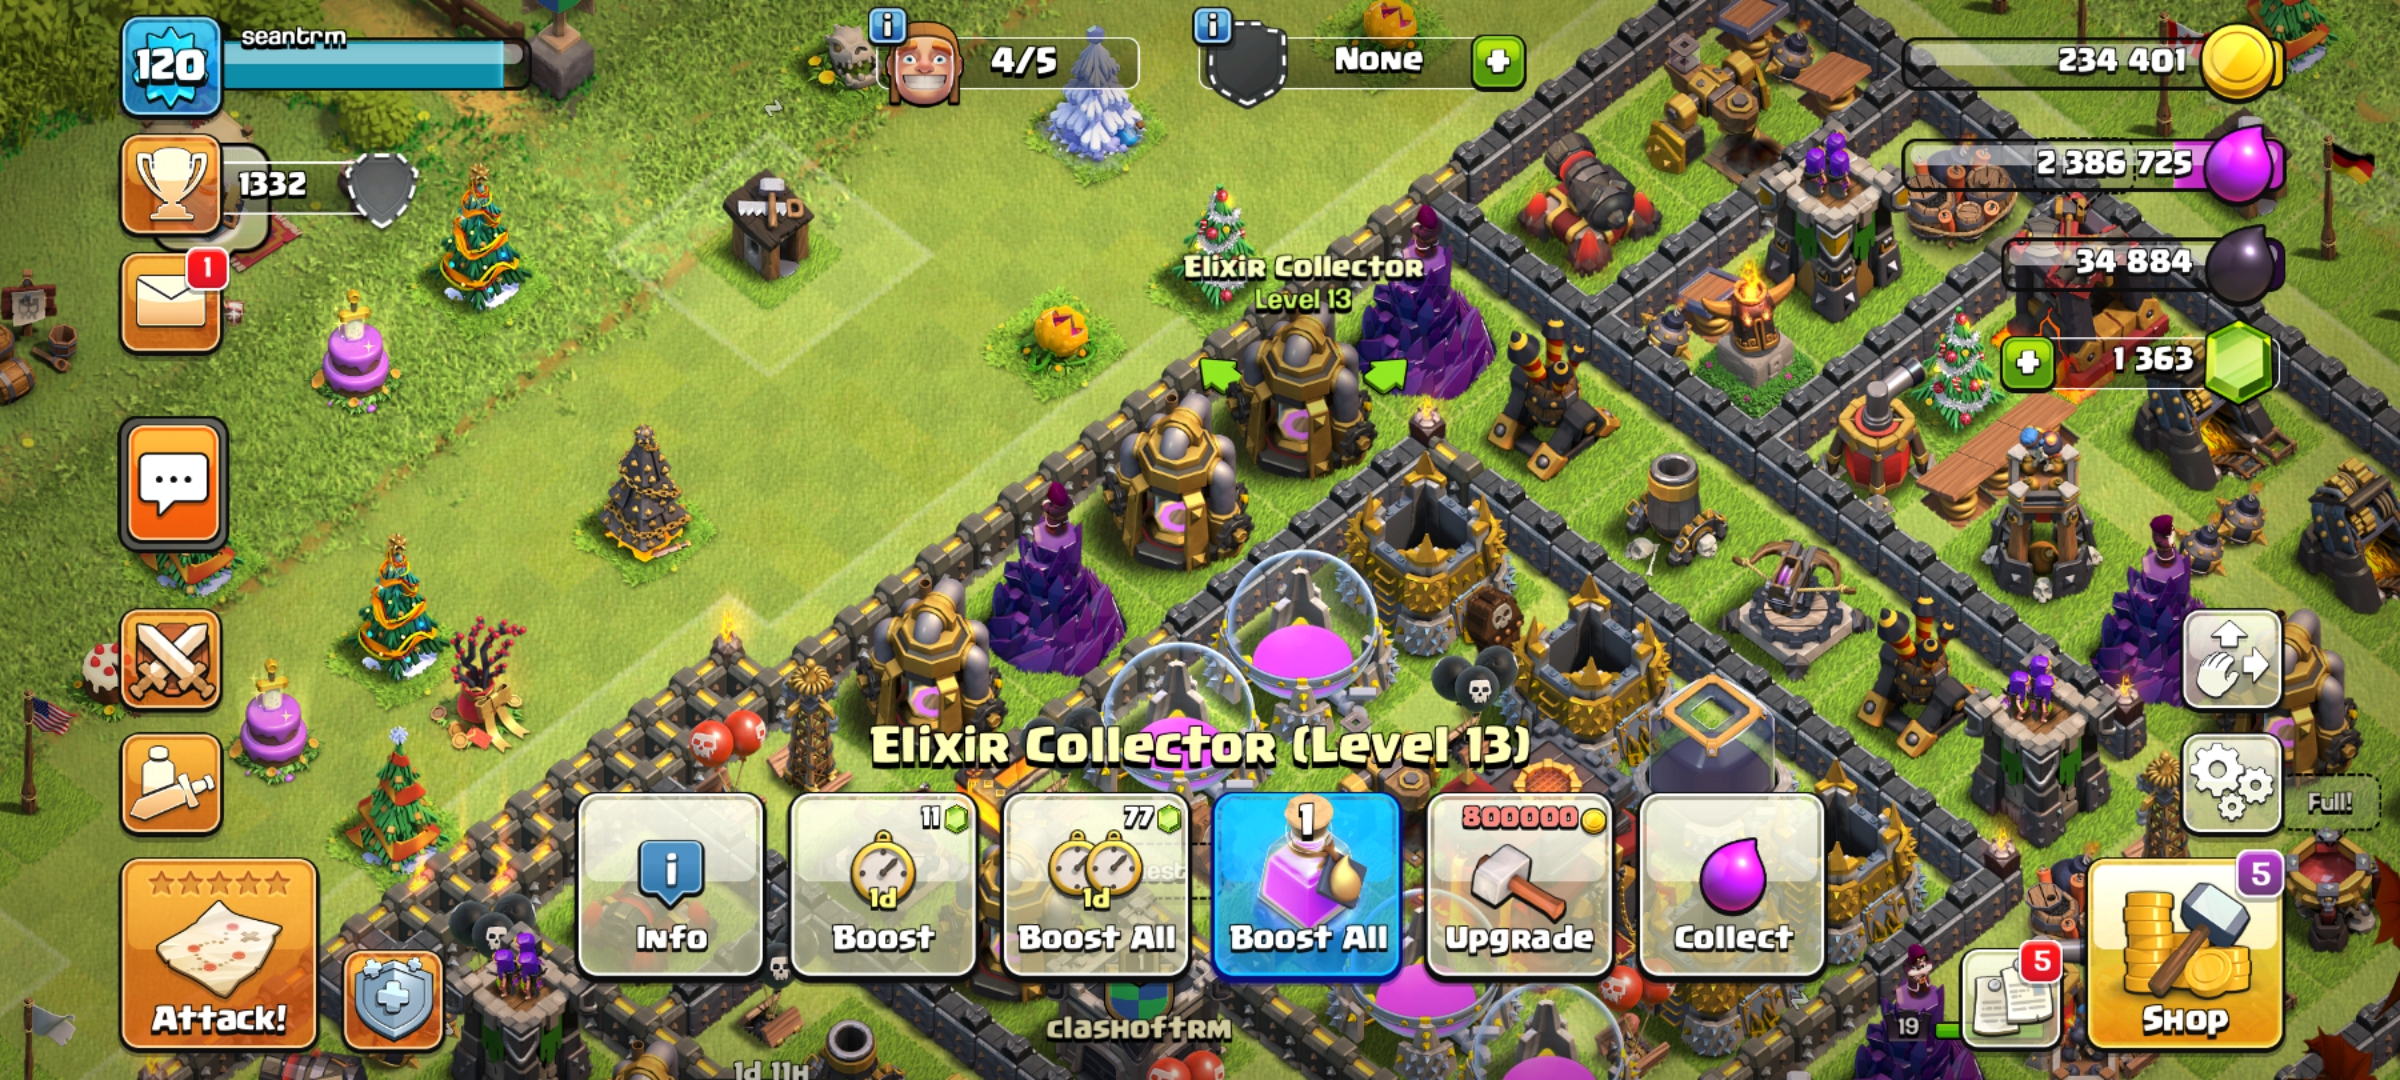 120
seantrm
4/5
None
234 401
1332
2 386 725
1
34 884
Elixir Collector
Level 13
1 363
Elixir Collector (Level 13)
Full!
11
1d
Boost
77
1d
Boost All
1
Boost All
800000
Upgrade
Info
Collect
5
5
Attack!
clashoftrm
19
Shop
1d 11H